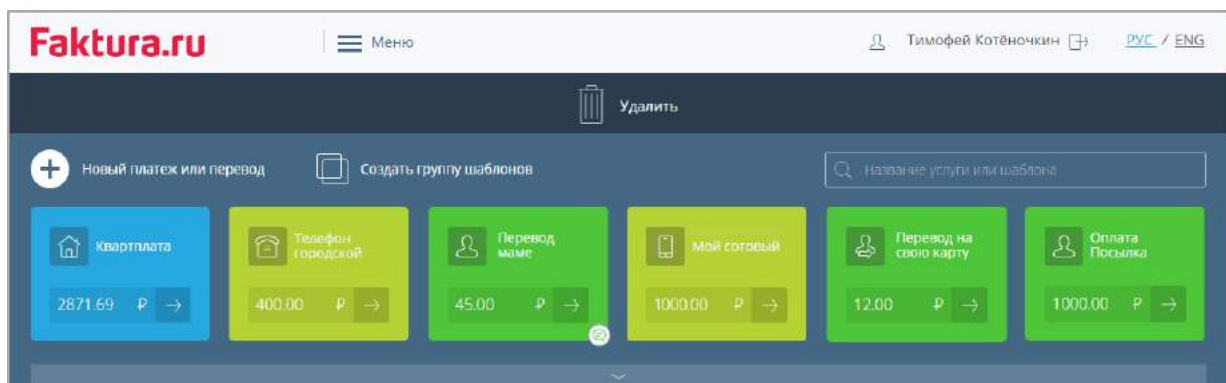 Faktura.ru
Меню
Тимофей Котёночкин
РУС / ENG
Удалить
Новый платеж или перевод
Создать группу шаблонов
Название услуги или шаблона
Квартплата
2871.69 ₽
Телефон
городской
400.00 ₽
Перевод
маме
45.00 ₽
Мой сотовый
1000.00 ₽
Перевод на
свою карту
12.00 ₽
Оплата
Посылка
1000.00 ₽